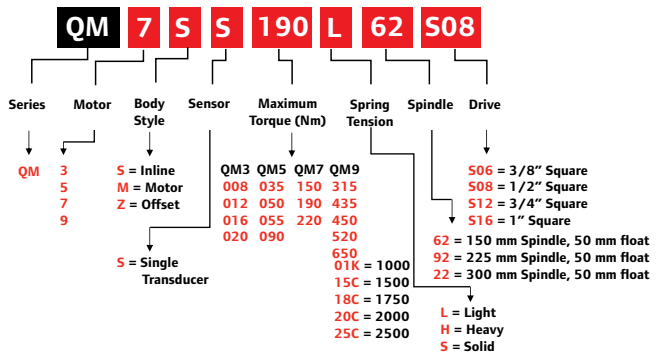 QM 7 S S 190 L 62 S08
Series Motor Body Style Sensor Maximum Torque (Nm) Spring Tension Spindle Drive
QM
3
5
7
9
S = Inline
M = Motor
Z = Offset
S = Single Transducer
QM3 QM5 QM7 QM9
008 035 150 315
012 050 190 435
016 055 220 450
020 090 520
650
01K = 1000
15C = 1500
18C = 1750
20C = 2000
25C = 2500
L = Light
H = Heavy
S = Solid
62 = 150 mm Spindle, 50 mm float
92 = 225 mm Spindle, 50 mm float
22 = 300 mm Spindle, 50 mm float
S06 = 3/8” Square
S08 = 1/2” Square
S12 = 3/4” Square
S16 = 1” Square